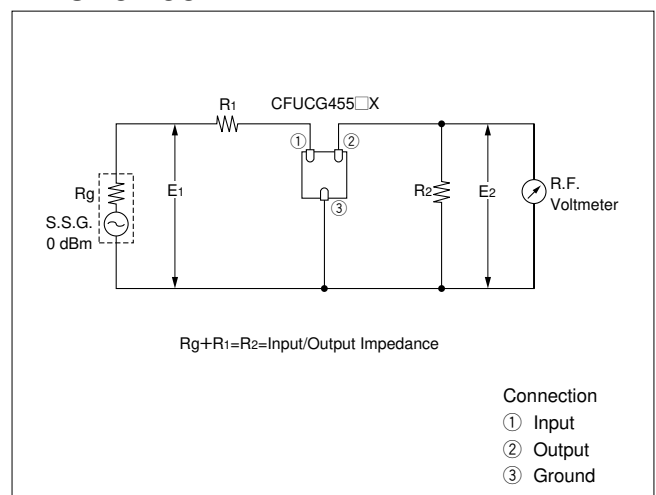 R1
CFUCG455□X
①
②
Rg
E1
R2
E2
R.F.
Voltmeter
S.S.G.
0 dBm
③
Rg+R1=R2=Input/Output Impedance
Connection
① Input
② Output
③ Ground